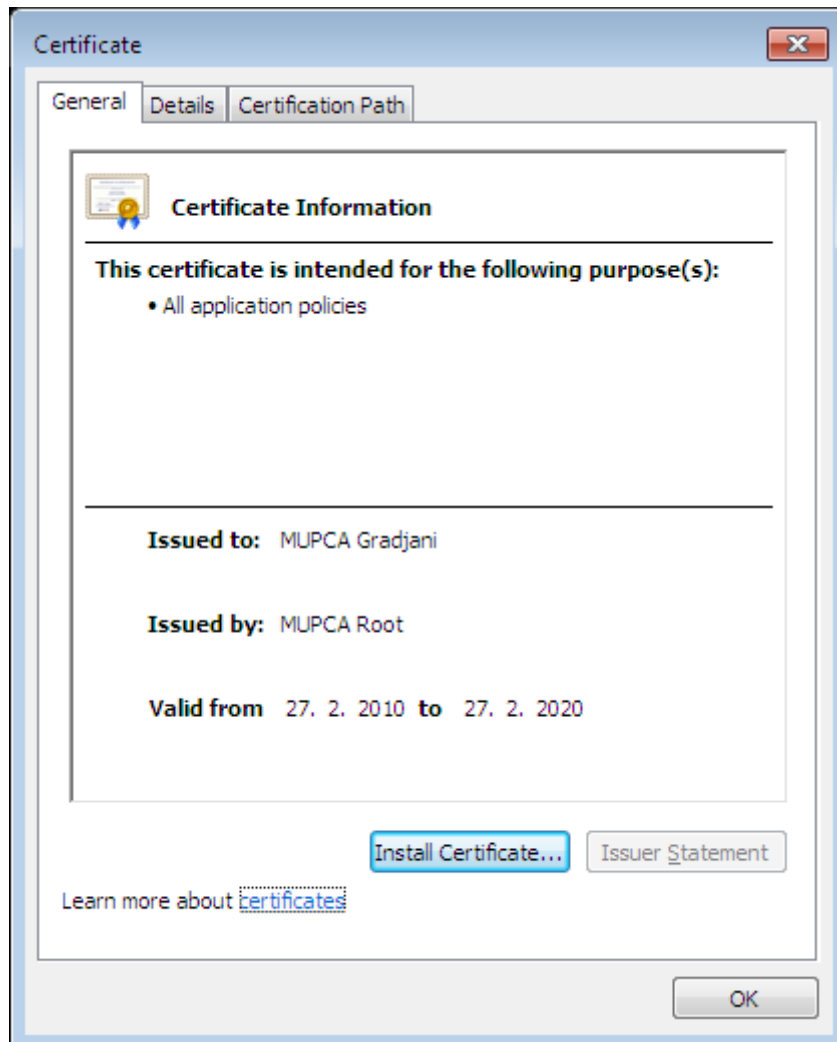 Certificate
General Details Certification Path
Certificate Information
This certificate is intended for the following purpose(s):
• All application policies
Issued to: MUPCA Gradjani
Issued by: MUPCA Root
Valid from 27. 2. 2010 to 27. 2. 2020
Install Certificate... Issuer Statement
Learn more about certificates
OK